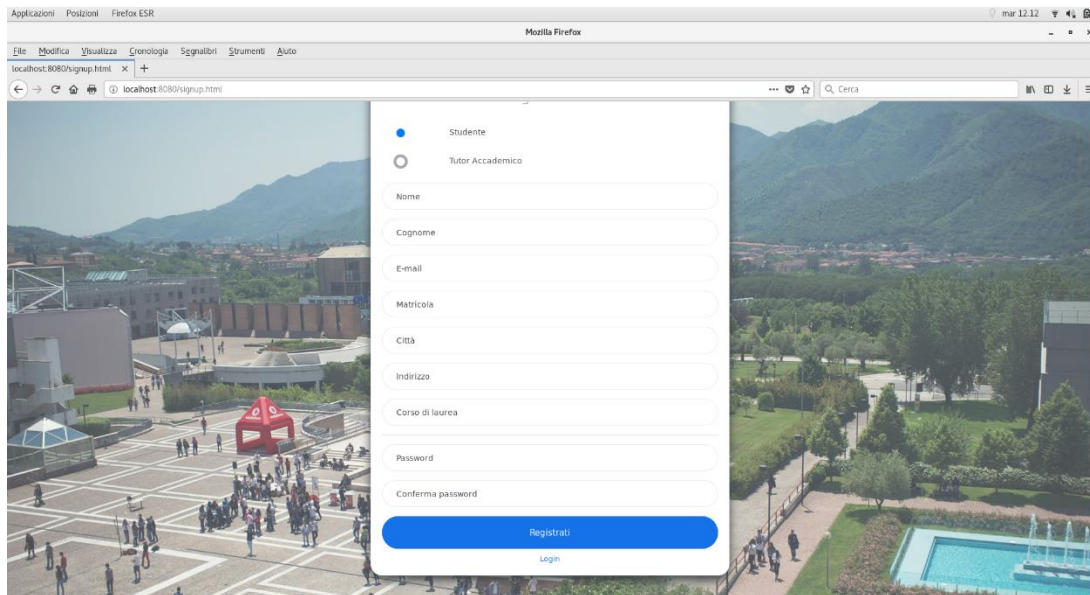 Applicazioni Posizioni Firefox ESR mar 12.12
Mozilla Firefox
File Modifica Visualizza Cronologia Segnalibri Strumenti Aiuto
localhost:8080/signup.html
localhost:8080/signup.html Cerca
Studente
Tutor Accademico
Nome
Cognome
E-mail
Matricola
Città
Indirizzo
Corso di laurea
Password
Conferma password
Registrati
Login